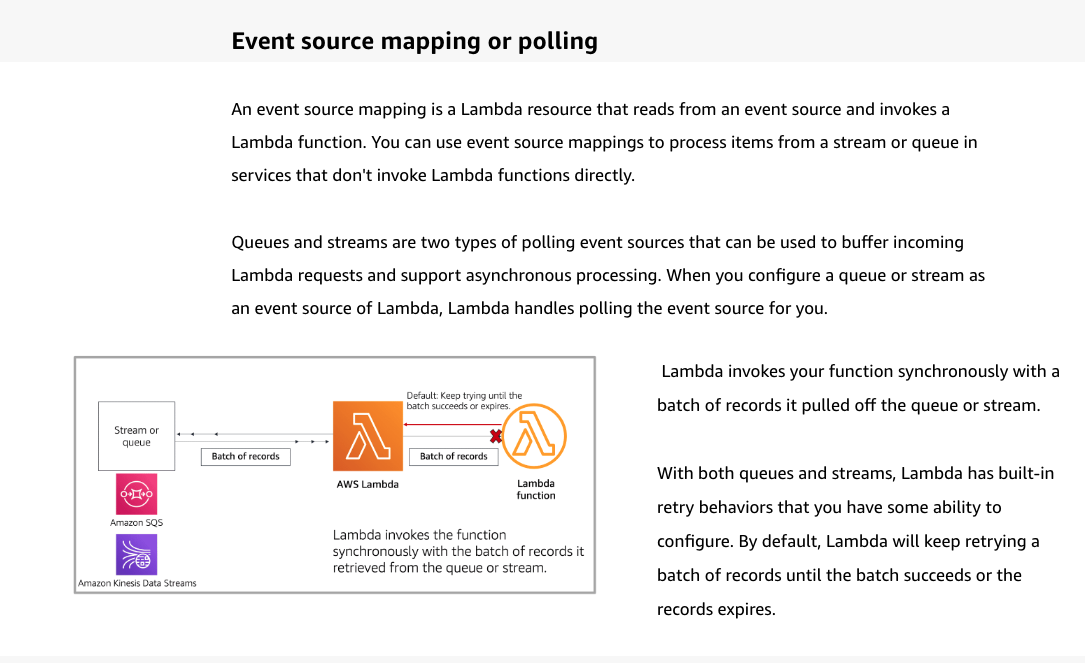 Event source mapping or polling
An event source mapping is a Lambda resource that reads from an event source and invokes a
Lambda function. You can use event source mappings to process items from a stream or queue in
services that don't invoke Lambda functions directly.
Queues and streams are two types of polling event sources that can be used to buffer incoming
Lambda requests and support asynchronous processing. When you configure a queue or stream as
an event source of Lambda, Lambda handles polling the event source for you.
Default: Keep trying until the
batch succeeds or expires.
Stream or
queue
Batch of records
Batch of records
AWS Lambda
Lambda
function
Amazon SQS
Amazon Kinesis Data Streams
Lambda invokes the function
synchronously with the batch of records it
retrieved from the queue or stream.
Lambda invokes your function synchronously with a
batch of records it pulled off the queue or stream.
With both queues and streams, Lambda has built-in
retry behaviors that you have some ability to
configure. By default, Lambda will keep retrying a
batch of records until the batch succeeds or the
records expires.